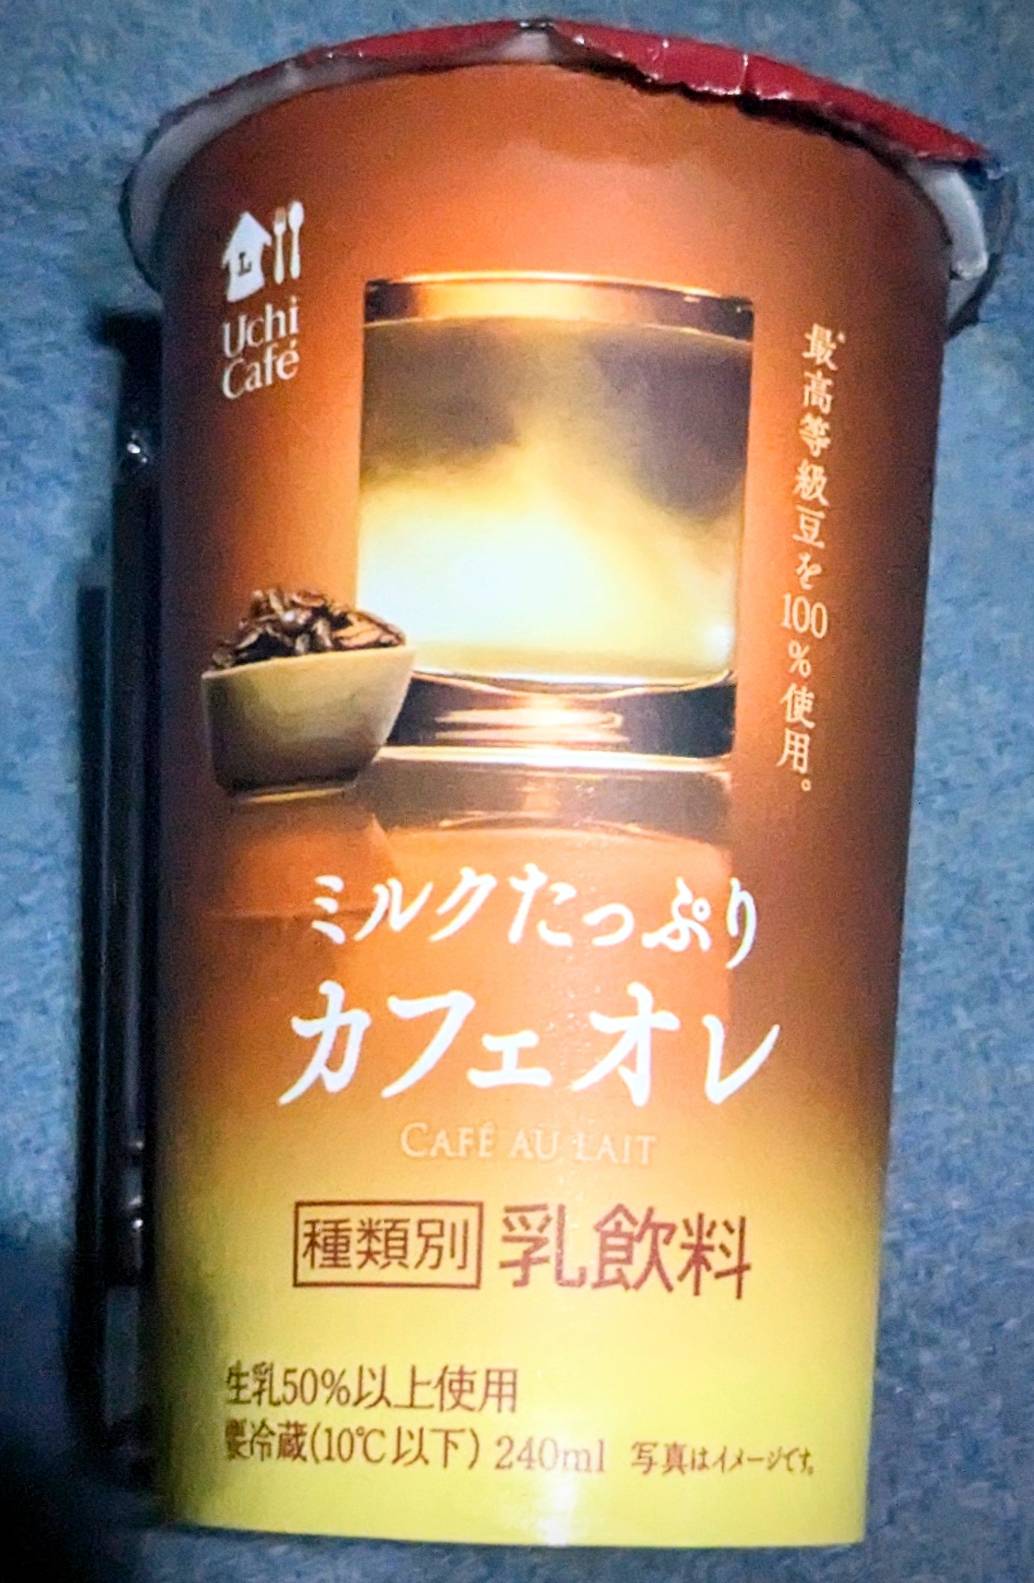 L
Uchi
Café
最高等級豆を100%使用。
ミルクたっぷり
カフェオレ
CAFÉ AU LAIT
種類別 乳飲料
生乳50%以上使用
要冷蔵(10℃以下) 240ml 写真はイメージです。